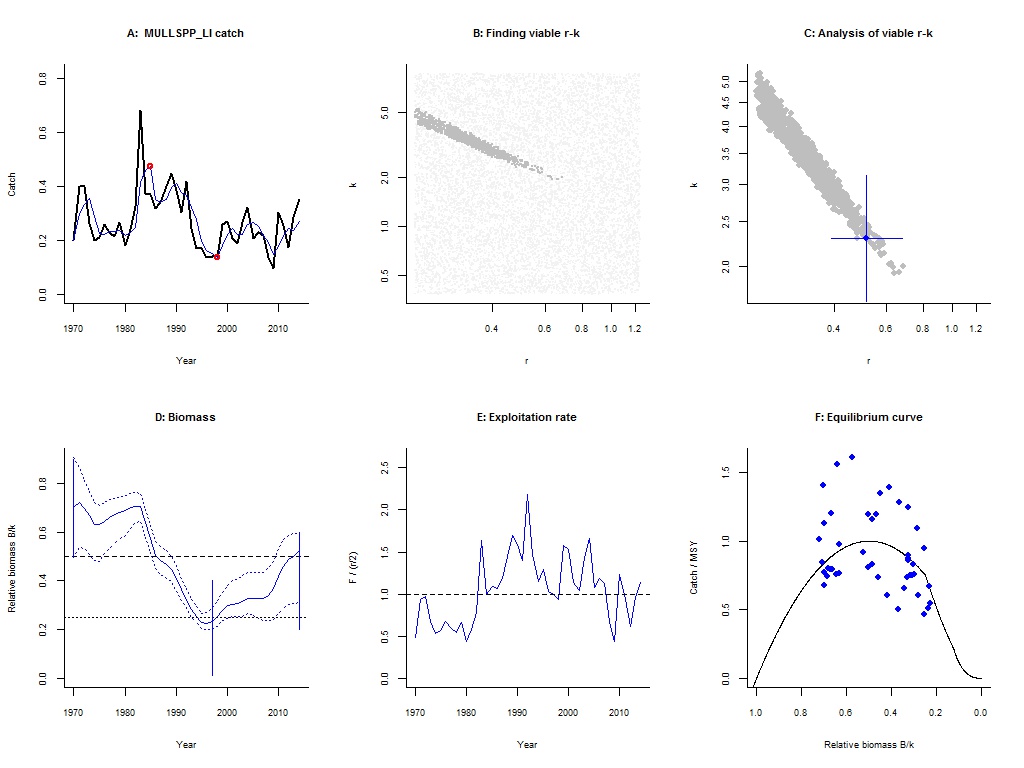 A:  MULLSPP_LI catch
Catch
0.0 0.2 0.4 0.6 0.8
1970 1980 1990 2000 2010
Year
B: Finding viable r-k
k
0.5 1.0 2.0 5.0
0.4 0.6 0.8 1.0 1.2
r
C: Analysis of viable r-k
k
2.0 2.5 3.0 3.5 4.0 4.5 5.0
0.4 0.6 0.8 1.0 1.2
r
D: Biomass
Relative biomass B/k
0.0 0.2 0.4 0.6 0.8
1970 1980 1990 2000 2010
Year
E: Exploitation rate
F / (r/2)
0.0 0.5 1.0 1.5 2.0 2.5
1970 1980 1990 2000 2010
Year
F: Equilibrium curve
Catch / MSY
0.0 0.5 1.0 1.5
1.0 0.8 0.6 0.4 0.2 0.0
Relative biomass B/k